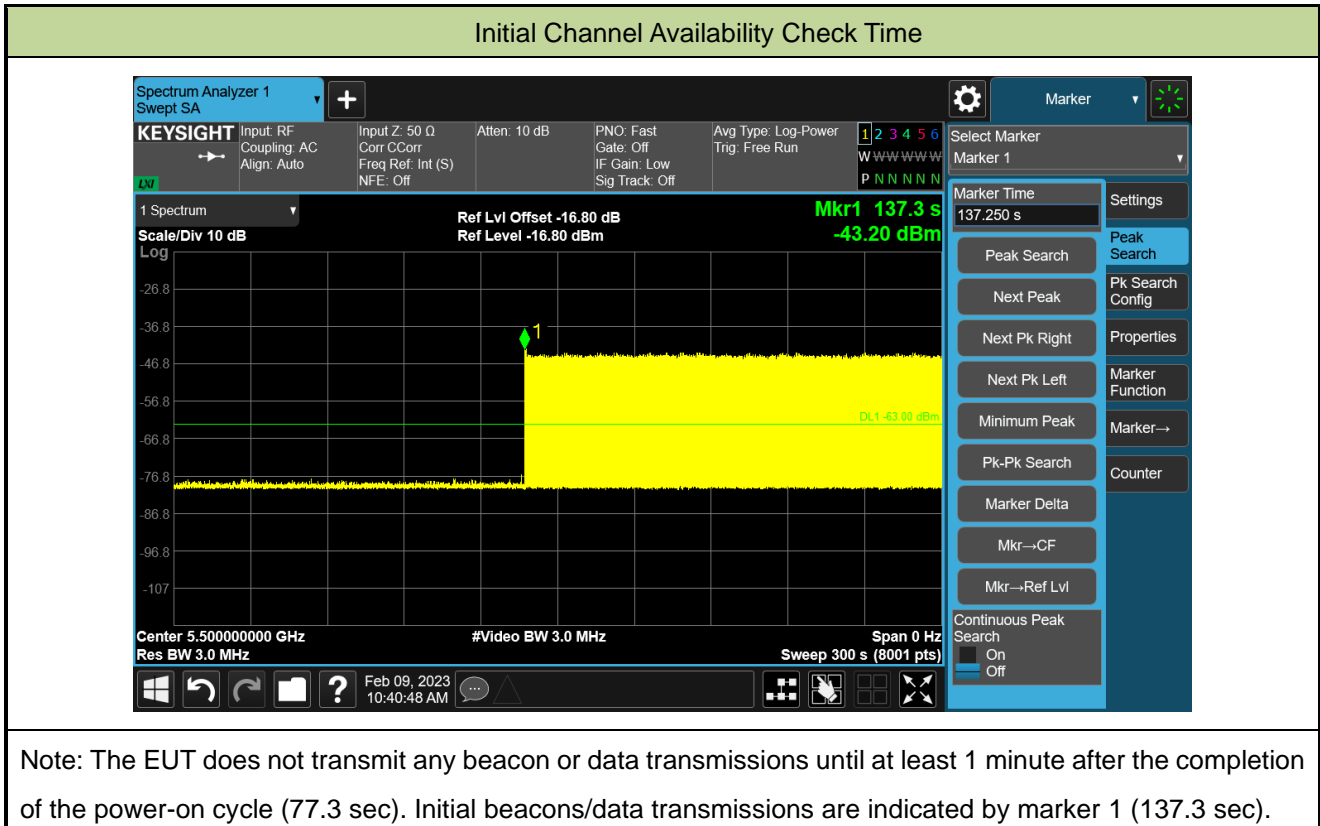 Initial Channel Availability Check Time
Spectrum Analyzer 1
Swept SA
Marker
KEYSIGHT
LXI
Input: RF
Coupling: AC
Align: Auto
Input Z: 50 Ω
Corr CCorr
Freq Ref: Int (S)
NFE: Off
Atten: 10 dB
PNO: Fast
Gate: Off
IF Gain: Low
Sig Track: Off
Avg Type: Log-Power
Trig: Free Run
1 2 3 4 5 6
W W W W W W
P N N N N N
Select Marker
Marker 1
1 Spectrum
Scale/Div 10 dB
Log
Ref Lvl Offset -16.80 dB
Ref Level -16.80 dBm
Mkr1 137.3 s
-43.20 dBm
-26.8
-36.8
-46.8
-56.8
-66.8
-76.8
-86.8
-96.8
-107
1
DL1 -63.00 dBm
Center 5.500000000 GHz
Res BW 3.0 MHz
#Video BW 3.0 MHz
Span 0 Hz
Sweep 300 s (8001 pts)
Marker Time
137.250 s
Peak Search
Next Peak
Next Pk Right
Next Pk Left
Minimum Peak
Pk-Pk Search
Marker Delta
Mkr→CF
Mkr→Ref Lvl
Continuous Peak
Search
On
Off
Settings
Peak
Search
Pk Search
Config
Properties
Marker
Function
Marker→
Counter
?
Feb 09, 2023
10:40:48 AM
Note: The EUT does not transmit any beacon or data transmissions until at least 1 minute after the completion
of the power-on cycle (77.3 sec). Initial beacons/data transmissions are indicated by marker 1 (137.3 sec).